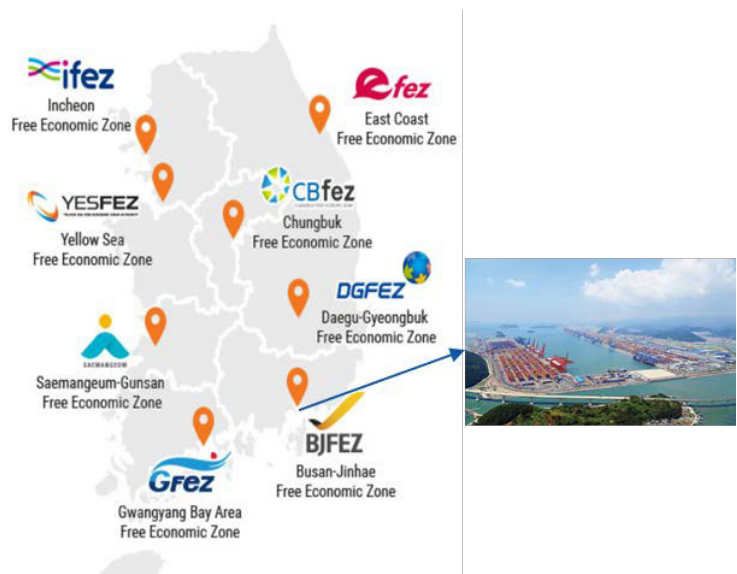 ifez
Incheon
Free Economic Zone
efez
East Coast
Free Economic Zone
YESFEZ
Yellow Sea
Free Economic Zone
CBfez
Chungbuk
Free Economic Zone
DGFEZ
Daegu-Gyeongbuk
Free Economic Zone
SAEMANGEUM
Saemangeum-Gunsan
Free Economic Zone
BJFEZ
Busan-Jinhae
Free Economic Zone
GFEZ
Gwangyang Bay Area
Free Economic Zone